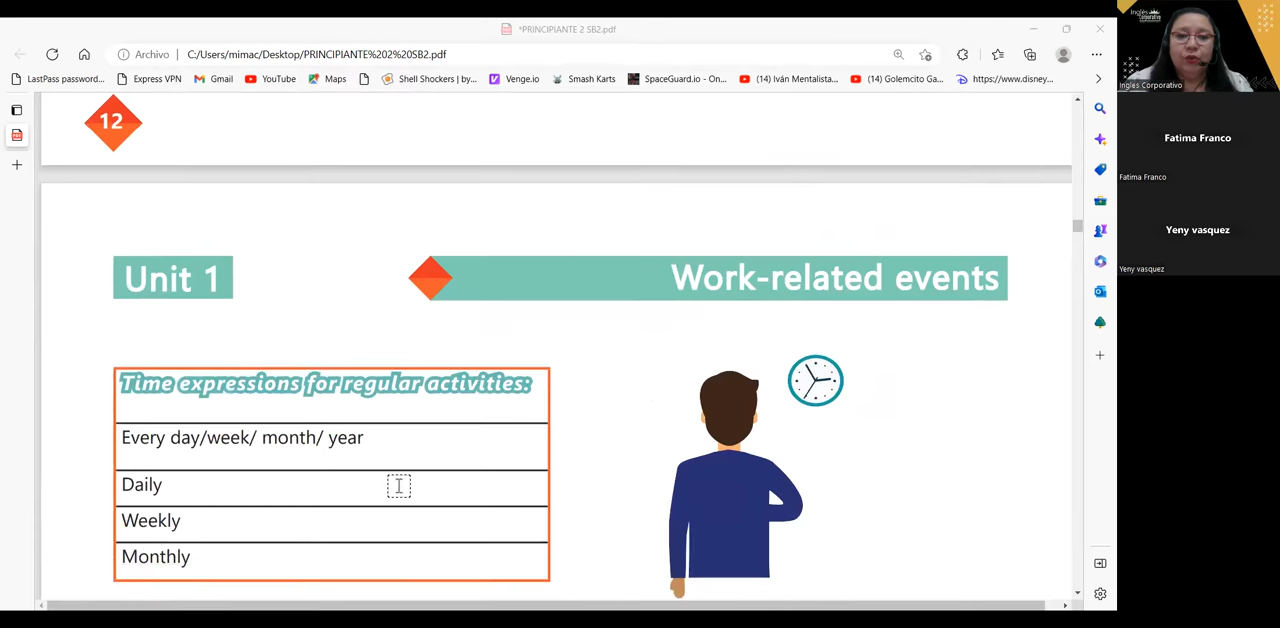 *PRINCIPIANTE 2 SB2.pdf
Archivo
C:/Users/mimac/Desktop/PRINCIPIANTE%202%20SB2.pdf
LastPass password...
Express VPN
Gmail
YouTube
Maps
Shell Shockers | by...
Venge.io
Smash Karts
SpaceGuard.io - On...
(14) Iván Mentalista...
(14) Golemcito Ga...
https://www.disney...
12
Unit 1
Work-related events
Time expressions for regular activities:
Every day/week/ month/ year
Daily
Weekly
Monthly
Inglés
Corporativo
Inglés Corporativo
Fatima Franco
Fatima Franco
Yeny vasquez
Yeny vasquez